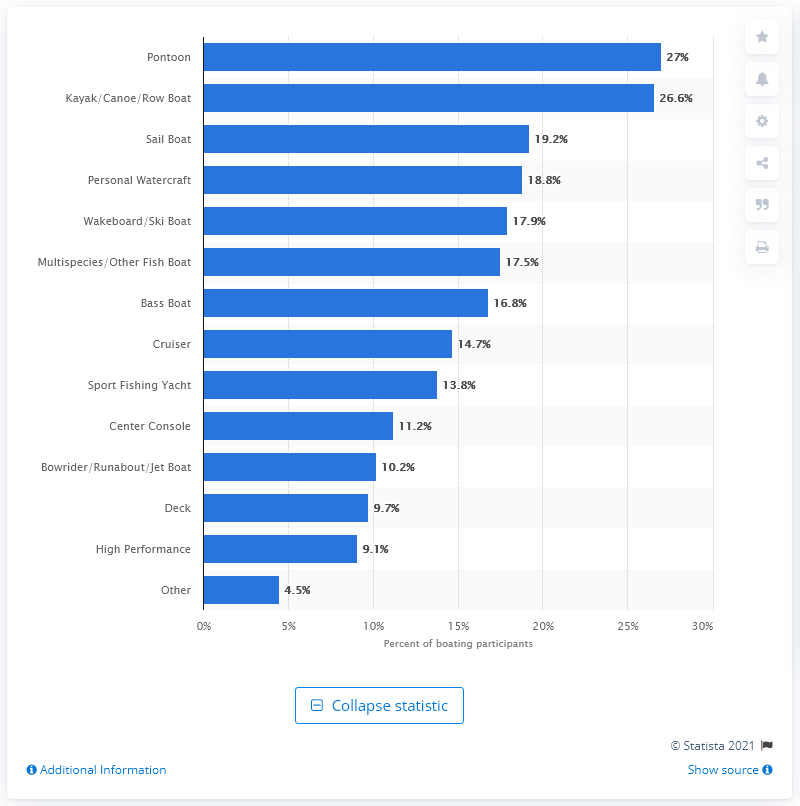 Pontoon 27%
Kayak/Canoe/Row Boat 26.6%
Sail Boat 19.2%
Personal Watercraft 18.8%
Wakeboard/Ski Boat 17.9%
Multispecies/Other Fish Boat 17.5%
Bass Boat 16.8%
Cruiser 14.7%
Sport Fishing Yacht 13.8%
Center Console 11.2%
Bowrider/Runabout/Jet Boat 10.2%
Deck 9.7%
High Performance 9.1%
Other 4.5%
0% 5% 10% 15% 20% 25% 30%
Percent of boating participants
Collapse statistic
© Statista 2021
Additional Information Show source